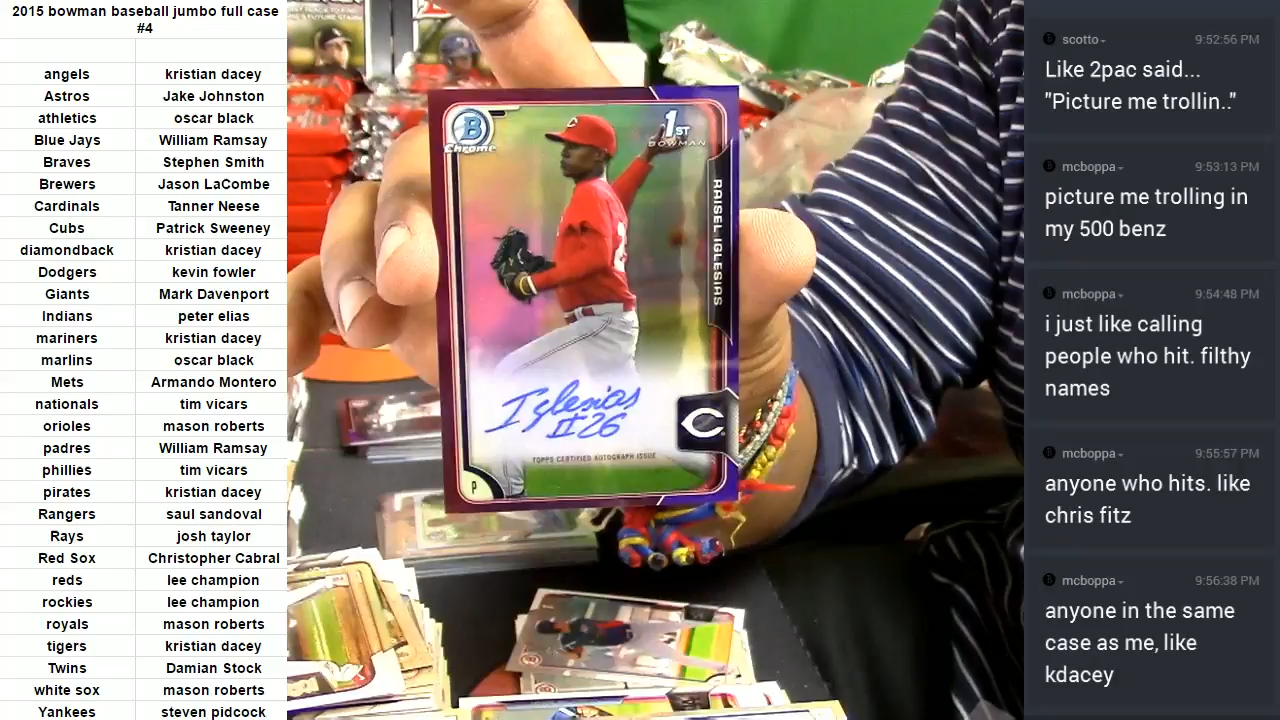 2015 bowman baseball jumbo full case
#4
angels kristian dacey
Astros Jake Johnston
athletics oscar black
Blue Jays William Ramsay
Braves Stephen Smith
Brewers Jason LaCombe
Cardinals Tanner Neese
Cubs Patrick Sweeney
diamondback kristian dacey
Dodgers kevin fowler
Giants Mark Davenport
Indians peter elias
mariners kristian dacey
marlins oscar black
Mets Armando Montero
nationals tim vicars
orioles mason roberts
padres William Ramsay
phillies tim vicars
pirates kristian dacey
Rangers saul sandoval
Rays josh taylor
Red Sox Christopher Cabral
reds lee champion
rockies lee champion
royals mason roberts
tigers kristian dacey
Twins Damian Stock
white sox mason roberts
Yankees steven pidcock
B
Chrome
1ST
BOWMAN
RAISEL IGLESIAS
C
Iglesias
#26
TOPPS CERTIFIED AUTOGRAPH ISSUE
P
scotto 9:52:56 PM
Like 2pac said...
"Picture me trollin.."
mcboppa 9:53:13 PM
picture me trolling in
my 500 benz
mcboppa 9:54:48 PM
i just like calling
people who hit. filthy
names
mcboppa 9:55:57 PM
anyone who hits. like
chris fitz
mcboppa 9:56:38 PM
anyone in the same
case as me, like
kdacey